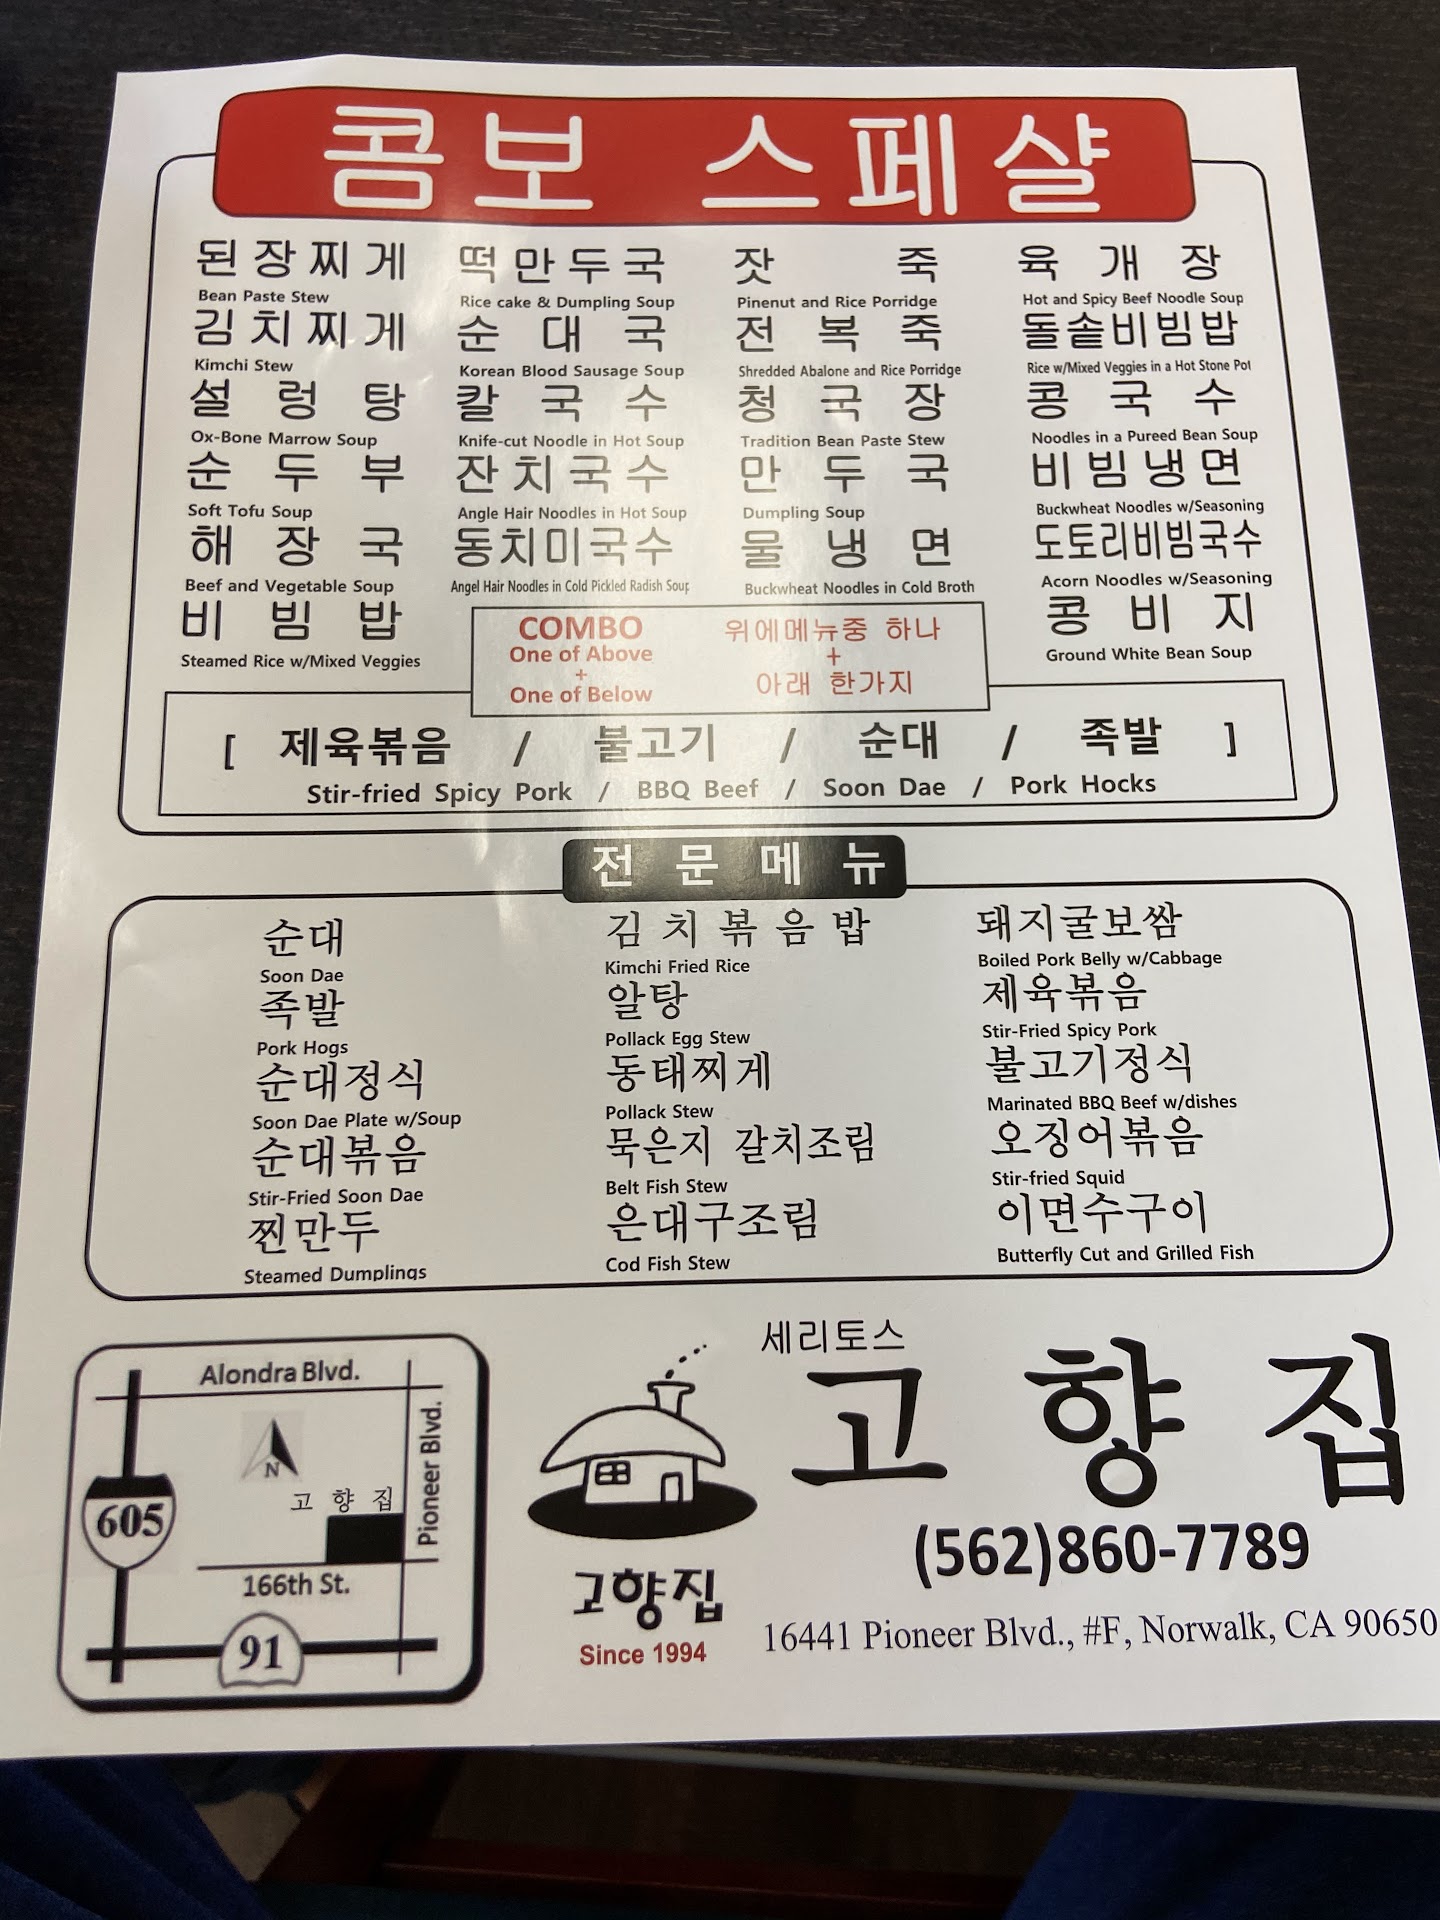 콤보 스페샬
된장찌게 떡만두국 잣죽 육개장
Bean Paste Stew Rice cake & Dumpling Soup Pinenut and Rice Porridge Hot and Spicy Beef Noodle Soup
김치찌게 순대국 전복죽 돌솥비빔밥
Kimchi Stew Korean Blood Sausage Soup Shredded Abalone and Rice Porridge Rice w/Mixed Veggies in a Hot Stone Pot
설렁탕 칼국수 청국장 콩국수
Ox-Bone Marrow Soup Knife-cut Noodle in Hot Soup Tradition Bean Paste Stew Noodles in a Pureed Bean Soup
순두부 잔치국수 만두국 비빔냉면
Soft Tofu Soup Angle Hair Noodles in Hot Soup Dumpling Soup Buckwheat Noodles w/Seasoning
해장국 동치미국수 물냉면 도토리비빔국수
Beef and Vegetable Soup Angel Hair Noodles in Cold Pickled Radish Soup Buckwheat Noodles in Cold Broth Acorn Noodles w/Seasoning
비빔밥 콩비지
Steamed Rice w/Mixed Veggies Ground White Bean Soup
COMBO 위에메뉴중 하나
One of Above
+ +
One of Below 아래 한가지
[ 제육볶음 / 불고기 / 순대 / 족발 ]
Stir-fried Spicy Pork / BBQ Beef / Soon Dae / Pork Hocks
전문메뉴
순대 김치볶음밥 돼지굴보쌈
Soon Dae Kimchi Fried Rice Boiled Pork Belly w/Cabbage
족발 알탕 제육볶음
Pork Hogs Pollack Egg Stew Stir-Fried Spicy Pork
순대정식 동태찌게 불고기정식
Soon Dae Plate w/Soup Pollack Stew Marinated BBQ Beef w/dishes
순대볶음 묵은지 갈치조림 오징어볶음
Stir-Fried Soon Dae Belt Fish Stew Stir-fried Squid
찐만두 은대구조림 이면수구이
Steamed Dumplings Cod Fish Stew Butterfly Cut and Grilled Fish
Alondra Blvd.
Pioneer Blvd.
N
고향집
605
166th St.
91
고향집
Since 1994
세리토스
고향집
(562)860-7789
16441 Pioneer Blvd., #F, Norwalk, CA 90650